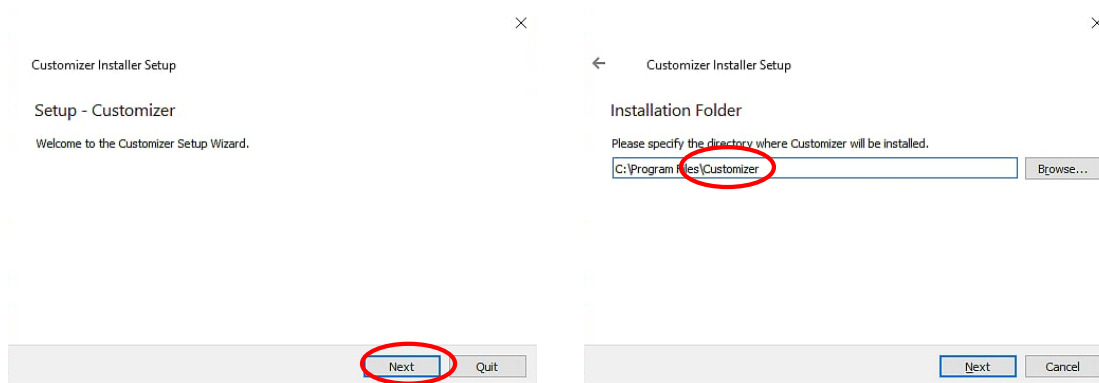 Customizer Installer Setup
Setup - Customizer
Welcome to the Customizer Setup Wizard.
Next
Quit
Customizer Installer Setup
Installation Folder
Please specify the directory where Customizer will be installed.
C:\Program Files\Customizer
Browse...
Next
Cancel